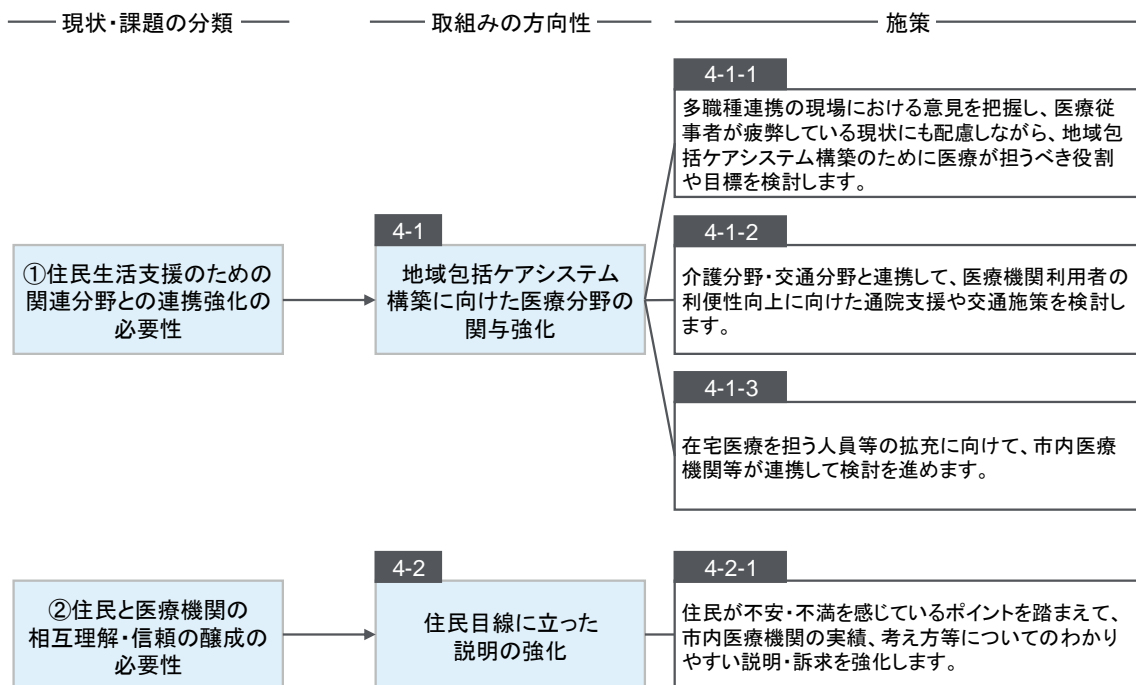 現状・課題の分類
取組みの方向性
施策
①住民生活支援のための
関連分野との連携強化の
必要性
4-1
地域包括ケアシステム
構築に向けた医療分野の
関与強化
4-1-1
多職種連携の現場における意見を把握し、医療従
事者が疲弊している現状にも配慮しながら、地域包
括ケアシステム構築のために医療が担うべき役割
や目標を検討します。
4-1-2
介護分野・交通分野と連携して、医療機関利用者の
利便性向上に向けた通院支援や交通施策を検討し
ます。
4-1-3
在宅医療を担う人員等の拡充に向けて、市内医療
機関等が連携して検討を進めます。
②住民と医療機関の
相互理解・信頼の醸成の
必要性
4-2
住民目線に立った
説明の強化
4-2-1
住民が不安・不満を感じているポイントを踏まえて、
市内医療機関の実績、考え方等についてのわかり
やすい説明・訴求を強化します。